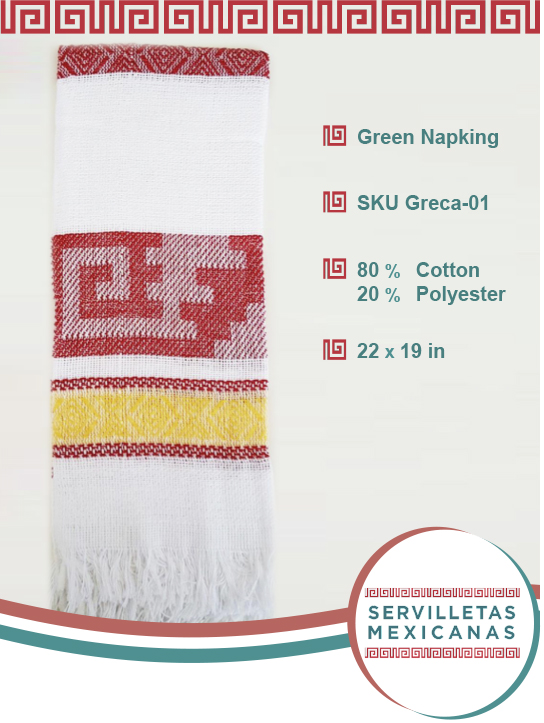 Green Napking
SKU Greca-01
80 % Cotton
20 % Polyester
22 x 19 in
SERVILLETAS
MEXICANAS